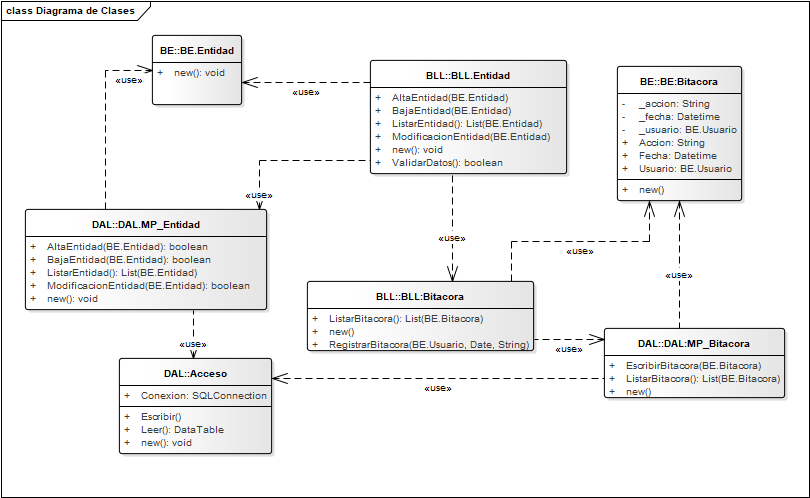 class Diagrama de Clases
BE::BE.Entidad
+ new(): void
«use»
«use»
BLL::BLL.Entidad
+ AltaEntidad(BE.Entidad)
+ BajaEntidad(BE.Entidad)
+ ListarEntidad(): List(BE.Entidad)
+ ModificacionEntidad(BE.Entidad)
+ new(): void
+ ValidarDatos(): boolean
BE::BE:Bitacora
- _accion: String
- _fecha: Datetime
- _usuario: BE.Usuario
+ Accion: String
+ Fecha: Datetime
+ Usuario: BE.Usuario
+ new()
«use»
«use»
«use»
«use»
DAL::DAL.MP_Entidad
+ AltaEntidad(BE.Entidad): boolean
+ BajaEntidad(BE.Entidad): boolean
+ ListarEntidad(): List(BE.Entidad)
+ ModificacionEntidad(BE.Entidad): boolean
+ new(): void
BLL::BLL:Bitacora
+ ListarBitacora(): List(BE.Bitacora)
+ new()
+ RegistrarBitacora(BE.Usuario, Date, String)
«use»
«use»
DAL::DAL:MP_Bitacora
+ EscribirBitacora(BE.Bitacora)
+ ListarBitacora(): List(BE.Bitacora)
+ new()
DAL::Acceso
+ Conexion: SQLConnection
+ Escribir()
+ Leer(): DataTable
+ new(): void
«use»